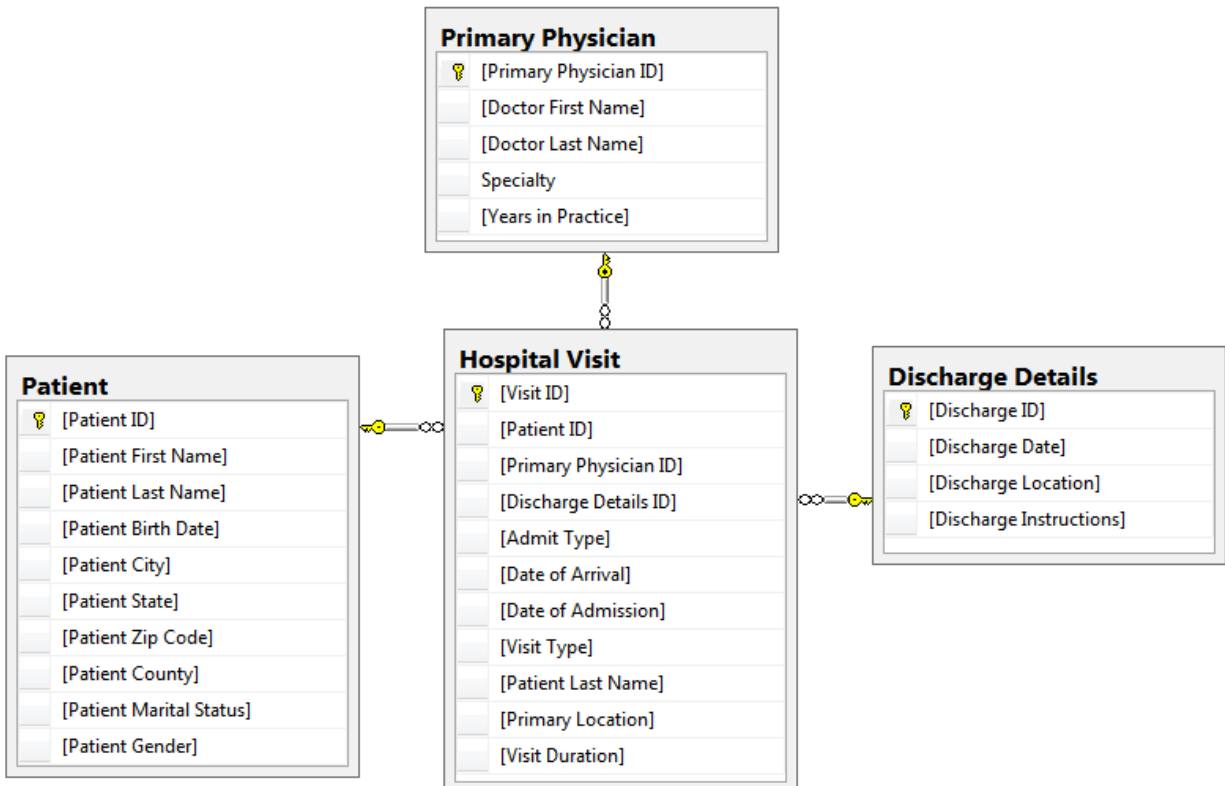 Primary Physician
[Primary Physician ID]
[Doctor First Name]
[Doctor Last Name]
Specialty
[Years in Practice]
Patient
[Patient ID]
[Patient First Name]
[Patient Last Name]
[Patient Birth Date]
[Patient City]
[Patient State]
[Patient Zip Code]
[Patient County]
[Patient Marital Status]
[Patient Gender]
Hospital Visit
[Visit ID]
[Patient ID]
[Primary Physician ID]
[Discharge Details ID]
[Admit Type]
[Date of Arrival]
[Date of Admission]
[Visit Type]
[Patient Last Name]
[Primary Location]
[Visit Duration]
Discharge Details
[Discharge ID]
[Discharge Date]
[Discharge Location]
[Discharge Instructions]